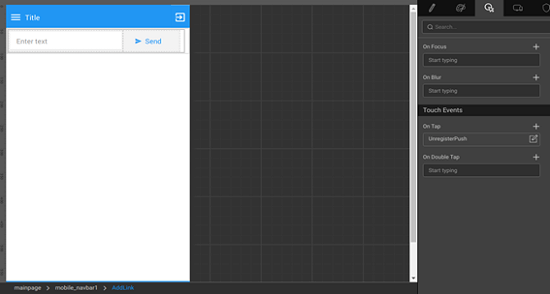 Title
Enter text
Send
Search...
On Focus
Start typing
On Blur
Start typing
Touch Events
On Tap
UnregisterPush
On Double Tap
Start typing
mainpage > mobile_navbar1 > AddLink